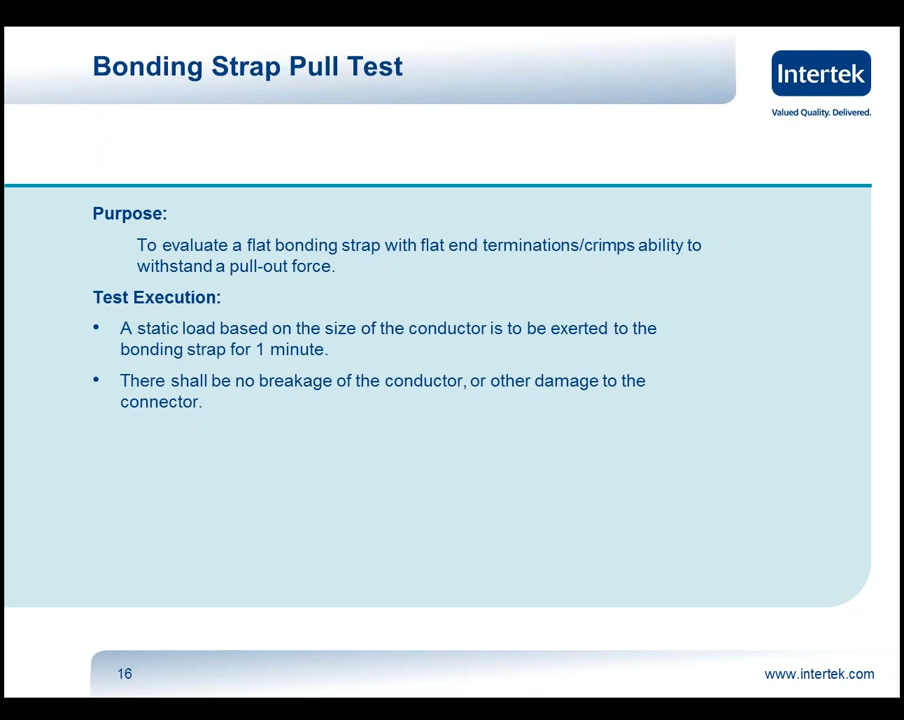 Bonding Strap Pull Test
Intertek
Valued Quality. Delivered.
Purpose:
To evaluate a flat bonding strap with flat end terminations/crimps ability to
withstand a pull-out force.
Test Execution:
• A static load based on the size of the conductor is to be exerted to the
bonding strap for 1 minute.
• There shall be no breakage of the conductor, or other damage to the
connector.
16
www.intertek.com